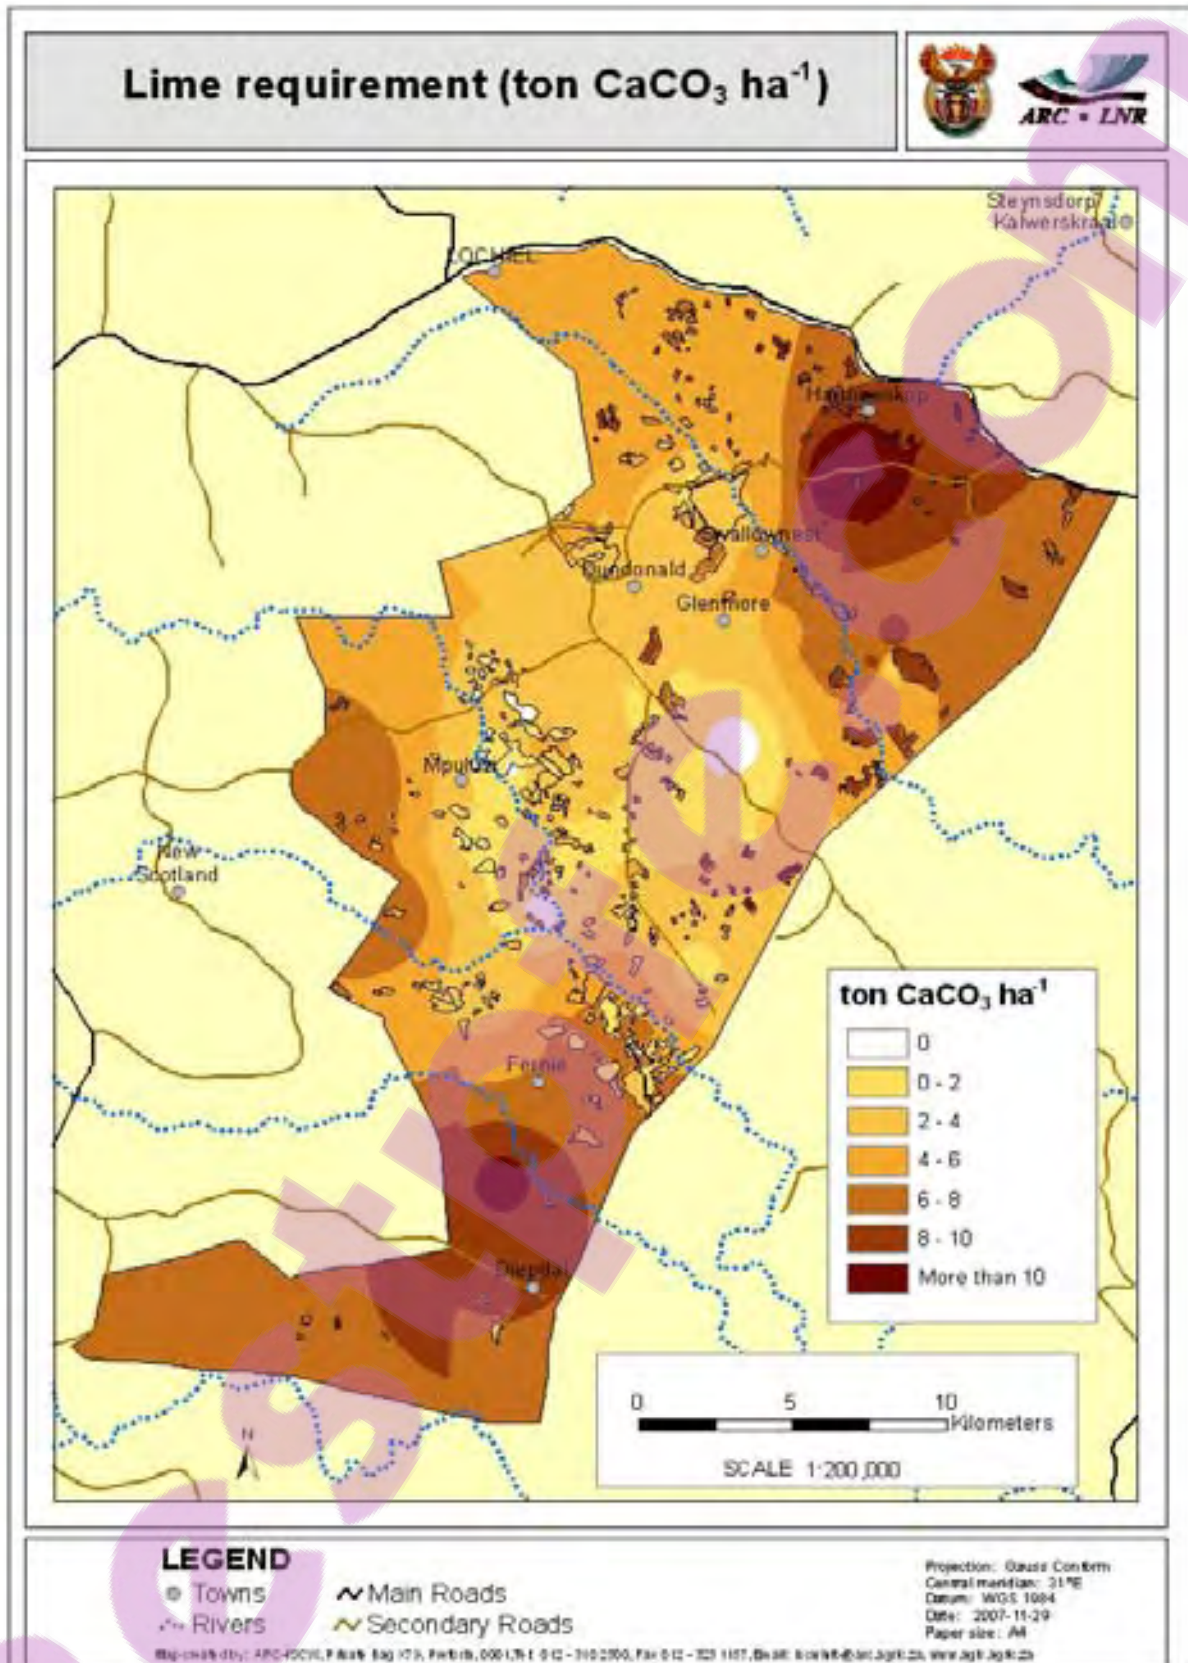 Lime requirement (ton CaCO₃ ha⁻¹)
ARC • LNR
Steynsdorp
Kalwerskraal
LOCHIEL
Swallownest
Dundonald
Glenmore
Mpuluzi
New
Scotland
Fernie
Diepdal
ton CaCO₃ ha⁻¹
0
0 - 2
2 - 4
4 - 6
6 - 8
8 - 10
More than 10
0 5 10
Kilometers
SCALE 1:200,000
N
LEGEND
Towns
Main Roads
Rivers
Secondary Roads
Projection: Gauss Conform
Central meridian: 31°E
Datum: WGS 1984
Date: 2007-11-29
Paper size: A4